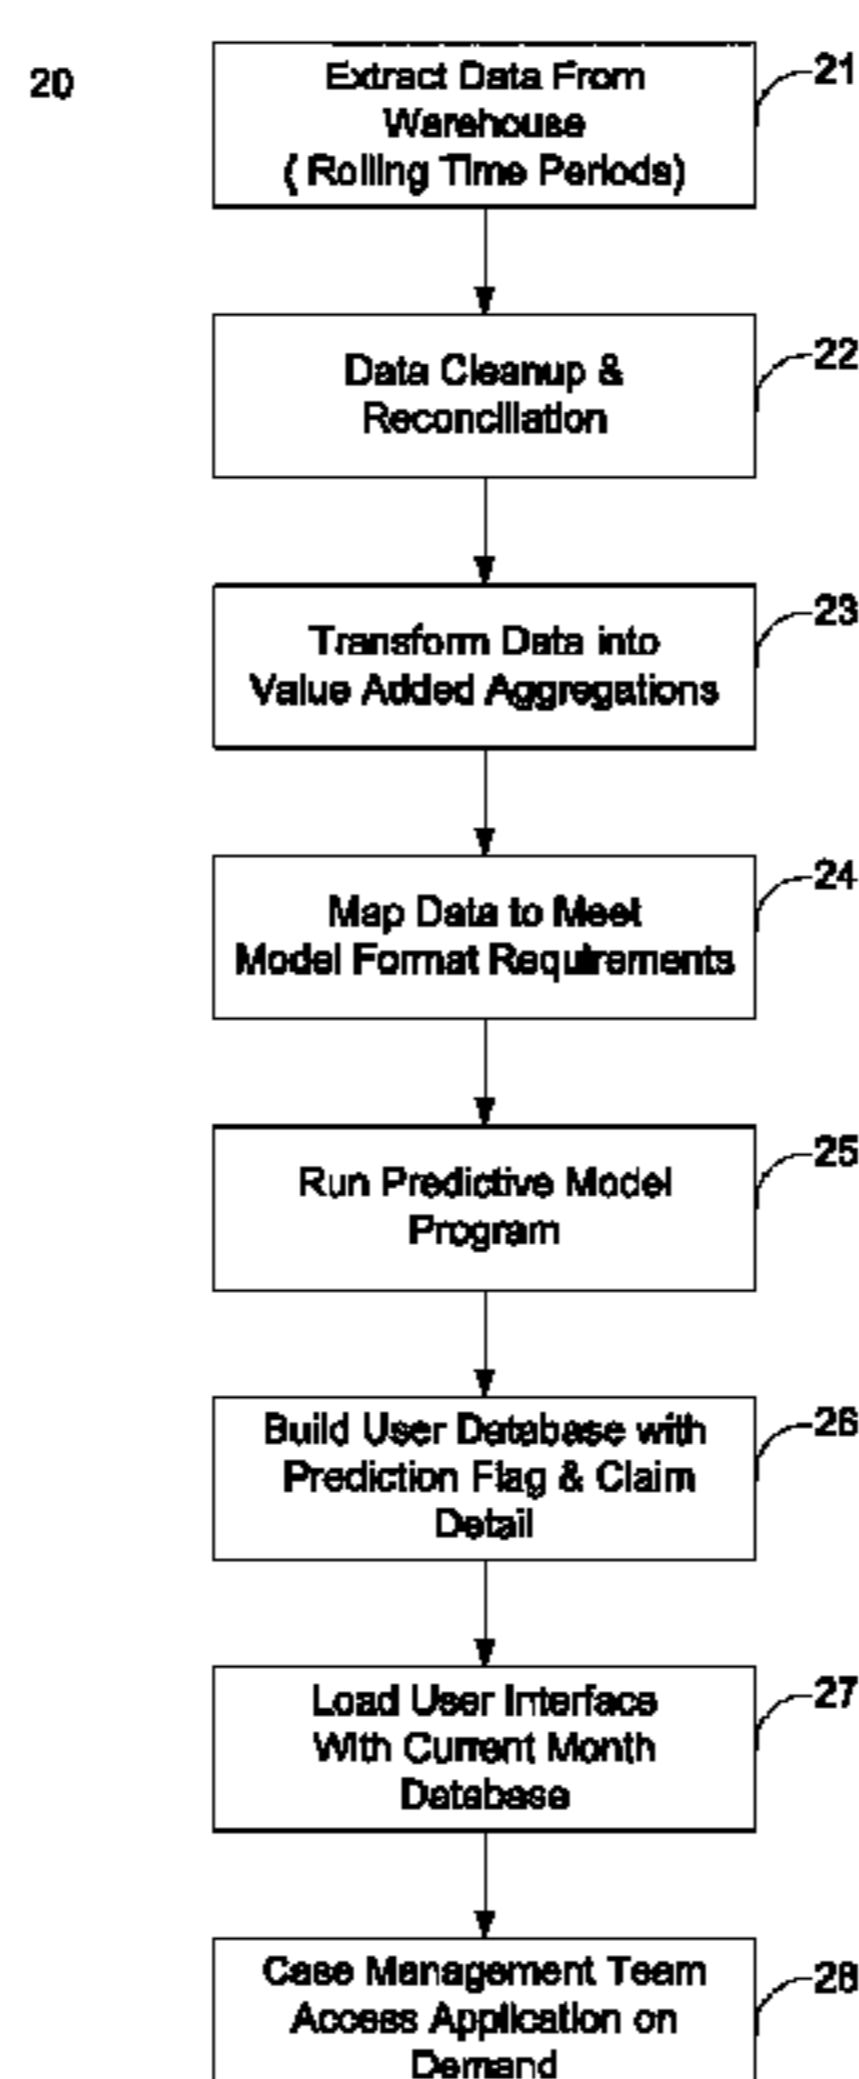 20
Extract Data From
Warehouse
( Rolling Time Periods)
21
Data Cleanup &
Reconciliation
22
Transform Data into
Value Added Aggregations
23
Map Data to Meet
Model Format Requirements
24
Run Predictive Model
Program
25
Build User Database with
Prediction Flag & Claim
Detail
26
Load User Interface
With Current Month
Database
27
Case Management Team
Access Application on
Demand
28